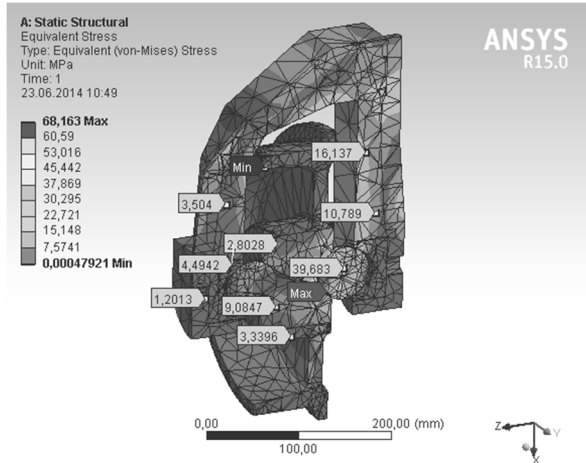 A: Static Structural
Equivalent Stress
Type: Equivalent (von-Mises) Stress
Unit: MPa
Time: 1
23.06.2014 10:49
ANSYS
R15.0
68,163 Max
60,59
53,016
45,442
37,869
30,295
22,721
15,148
7,5741
0,00047921 Min
Min
16,137
3,504
10,789
2,8028
4,4942
39,683
Max
1,2013
9,0847
3,3396
0,00
200,00 (mm)
100,00
Z
Y
X